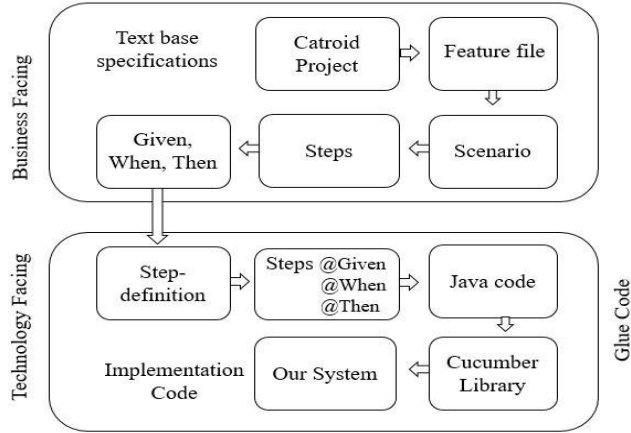 Business Facing
Text base
specifications
Catroid
Project
Feature file
Given,
When, Then
Steps
Scenario
Technology Facing
Step-
definition
Steps @Given
@When
@Then
Java code
Glue Code
Implementation
Code
Our System
Cucumber
Library